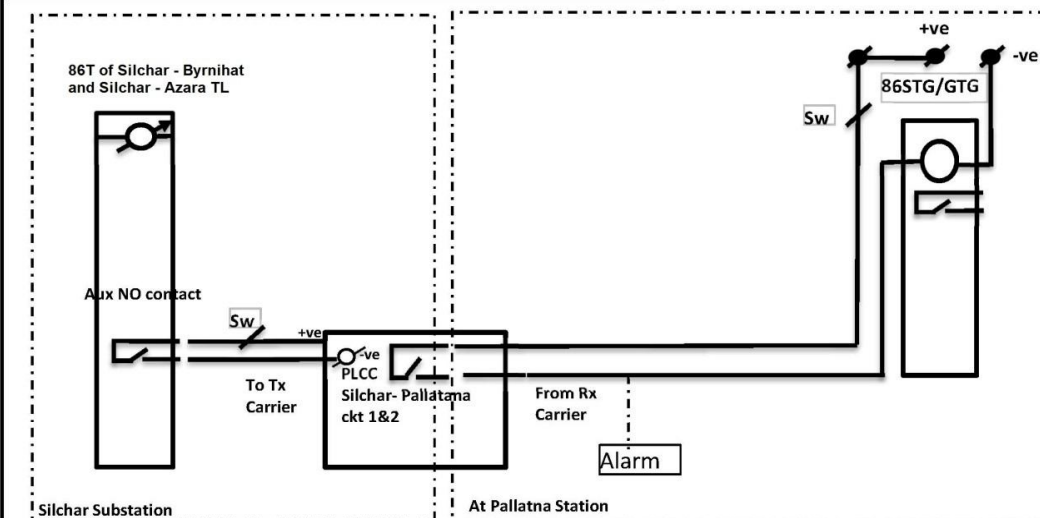 86T of Silchar - Byrnihat
and Silchar - Azara TL
Aux NO contact
Sw
+ve
-ve
To Tx
Carrier
PLCC
Silchar- Pallatana
ckt 1&2
Silchar Substation
+ve
-ve
86STG/GTG
Sw
From Rx
Carrier
Alarm
At Pallatna Station